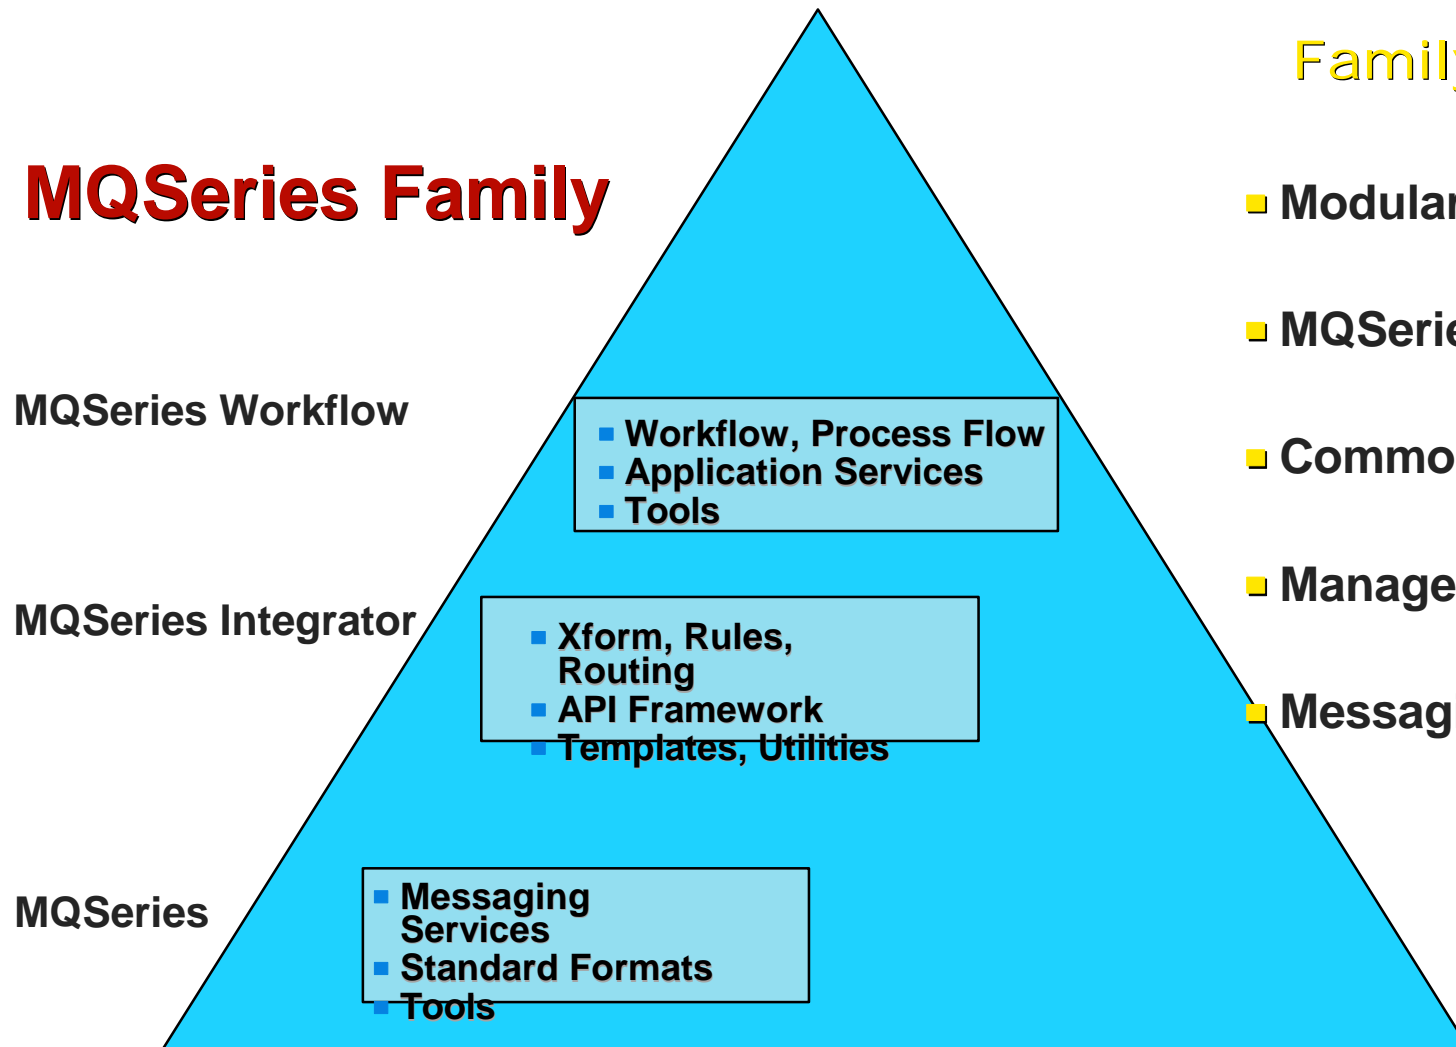 MQSeries Family
MQSeries Workflow
Workflow, Process Flow
Application Services
Tools
MQSeries Integrator
Xform, Rules,
Routing
API Framework
Templates, Utilities
MQSeries
Messaging
Services
Standard Formats
Tools
Family
Modular
MQSerie
Commo
Manage
Messag